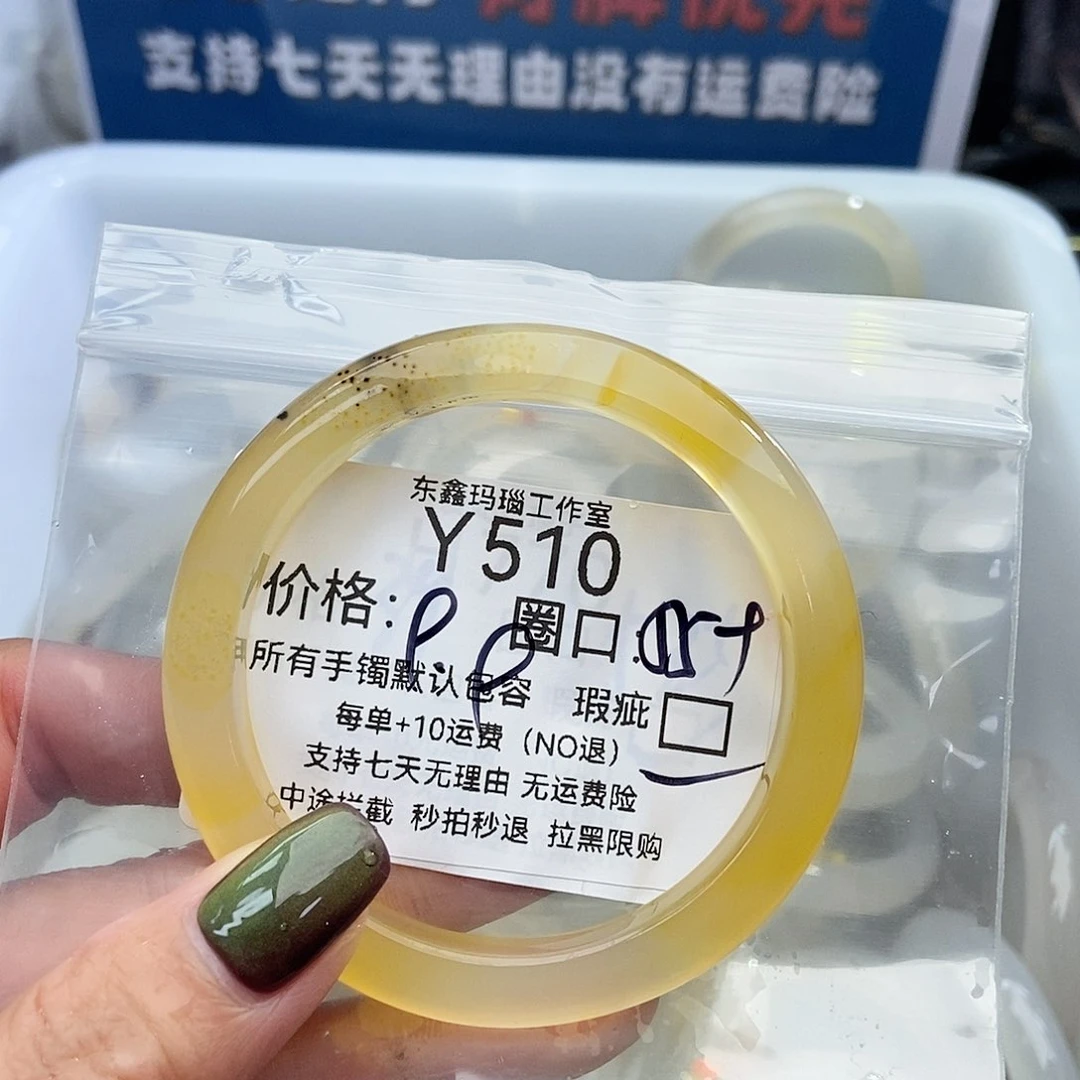 支持七天无理由没有运费险
东鑫玛瑙工作室
Y510
价格: 圈口:
所有手镯默认包容 瑕疵
每单+10运费（NO退）
支持七天无理由 无运费险
中途拦截 秒拍秒退 拉黑限购